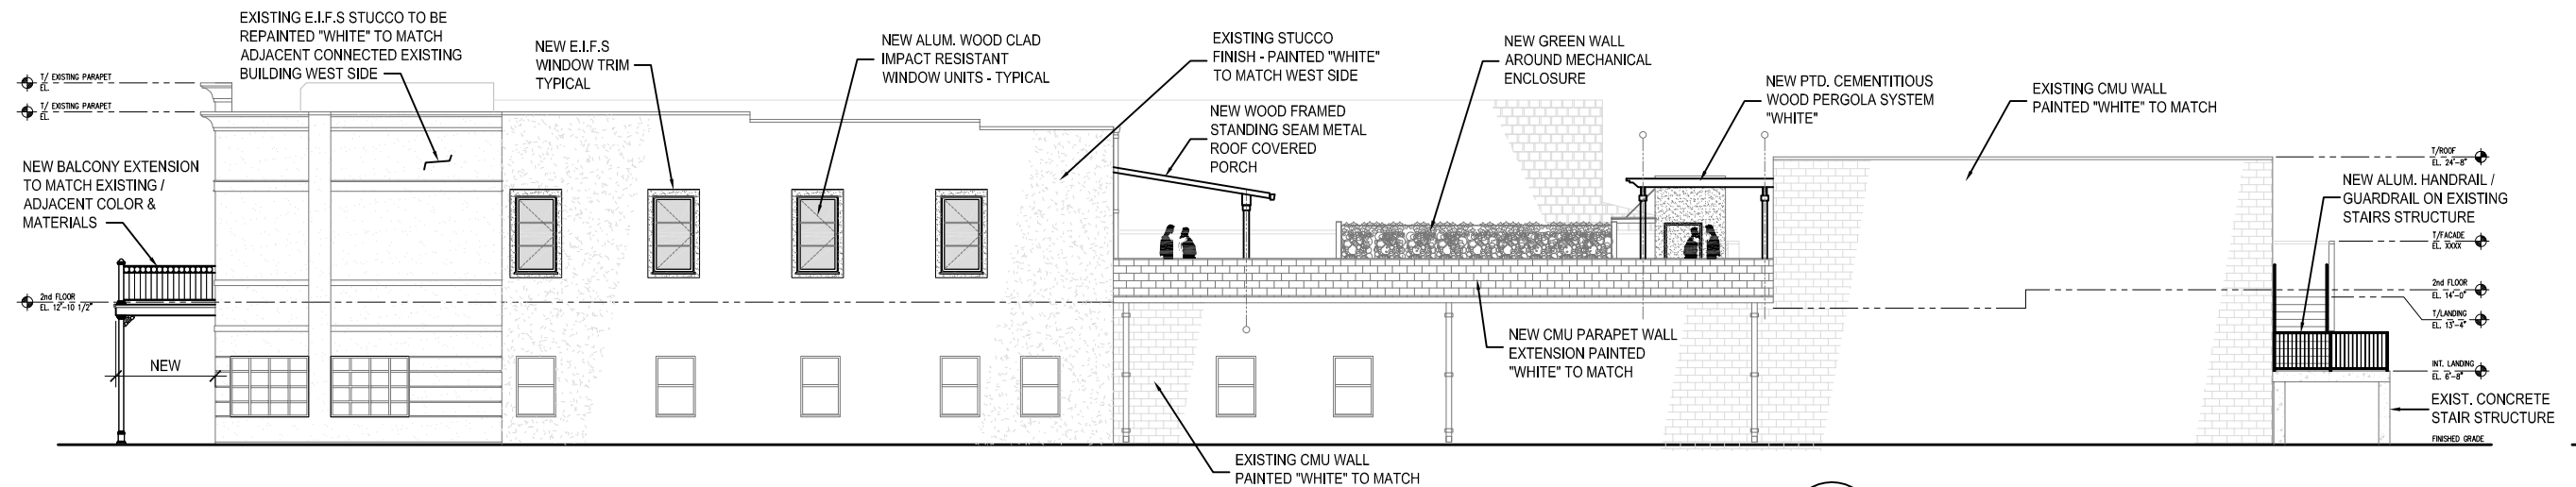 EXISTING E.I.F.S STUCCO TO BE
REPAINTED "WHITE" TO MATCH
ADJACENT CONNECTED EXISTING
BUILDING WEST SIDE
NEW E.I.F.S
WINDOW TRIM
TYPICAL
NEW ALUM. WOOD CLAD
IMPACT RESISTANT
WINDOW UNITS - TYPICAL
EXISTING STUCCO
FINISH - PAINTED "WHITE"
TO MATCH WEST SIDE
NEW GREEN WALL
AROUND MECHANICAL
ENCLOSURE
NEW PTD. CEMENTITIOUS
WOOD PERGOLA SYSTEM
"WHITE"
EXISTING CMU WALL
PAINTED "WHITE" TO MATCH
T/ EXISTING PARAPET
EL.
T/ EXISTING PARAPET
EL.
NEW WOOD FRAMED
STANDING SEAM METAL
ROOF COVERED
PORCH
NEW BALCONY EXTENSION
TO MATCH EXISTING /
ADJACENT COLOR &
MATERIALS
T/ROOF
EL. 24'-8"
NEW ALUM. HANDRAIL /
GUARDRAIL ON EXISTING
STAIRS STRUCTURE
T/FACADE
EL. XXXX
2nd FLOOR
EL. 12'-10 1/2"
2nd FLOOR
EL. 14'-0"
T/LANDING
EL. 13'-4"
NEW CMU PARAPET WALL
EXTENSION PAINTED
"WHITE" TO MATCH
NEW
INT. LANDING
EL. 6'-8"
EXIST. CONCRETE
STAIR STRUCTURE
FINISHED GRADE
EXISTING CMU WALL
PAINTED "WHITE" TO MATCH